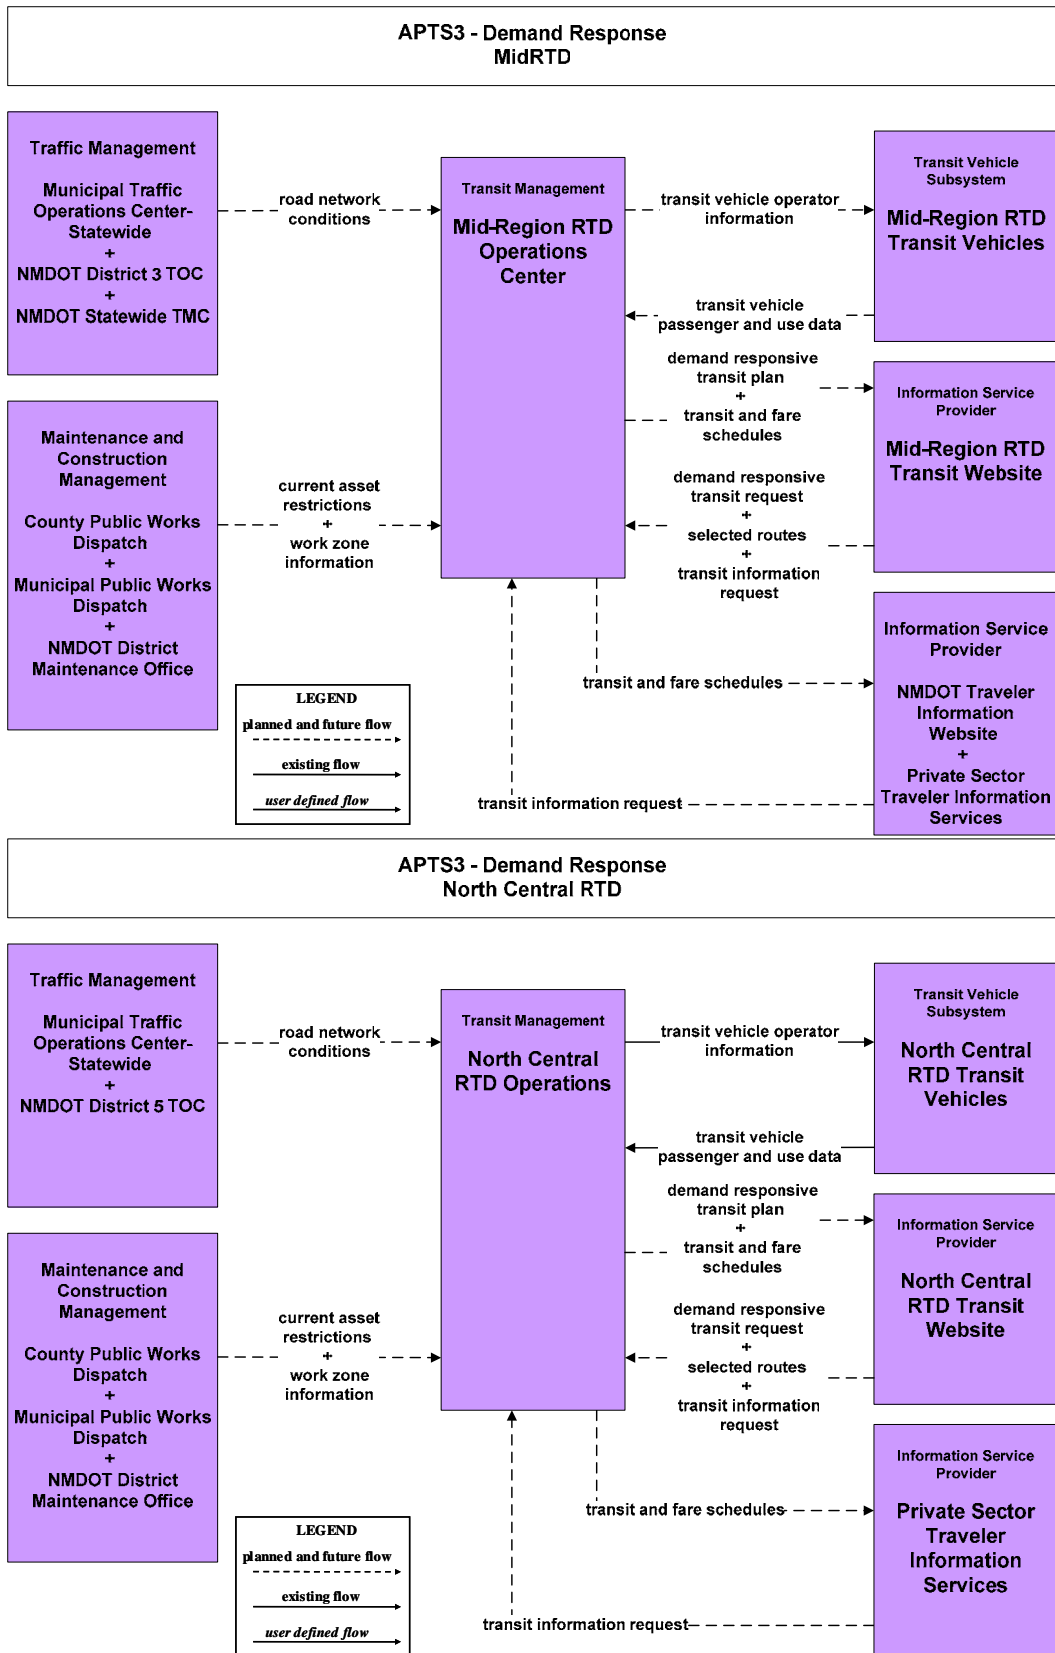 APTS3 - Demand Response
MidRTD
Traffic Management
Municipal Traffic
Operations Center-
Statewide
+
NMDOT District 3 TOC
+
NMDOT Statewide TMC
road network
conditions
Transit Management
Mid-Region RTD
Operations
Center
transit vehicle operator
information
Transit Vehicle
Subsystem
Mid-Region RTD
Transit Vehicles
transit vehicle
passenger and use data
demand responsive
transit plan
+
transit and fare
schedules
Information Service
Provider
Mid-Region RTD
Transit Website
Maintenance and
Construction
Management
County Public Works
Dispatch
+
Municipal Public Works
Dispatch
+
NMDOT District
Maintenance Office
current asset
restrictions
+
work zone
information
demand responsive
transit request
+
selected routes
+
transit information
request
Information Service
Provider
NMDOT Traveler
Information
Website
+
Private Sector
Traveler Information
Services
transit and fare schedules
LEGEND
planned and future flow
existing flow
user defined flow
transit information request
APTS3 - Demand Response
North Central RTD
Traffic Management
Municipal Traffic
Operations Center-
Statewide
+
NMDOT District 5 TOC
road network
conditions
Transit Management
North Central
RTD Operations
transit vehicle operator
information
Transit Vehicle
Subsystem
North Central
RTD Transit
Vehicles
transit vehicle
passenger and use data
demand responsive
transit plan
+
transit and fare
schedules
Information Service
Provider
North Central
RTD Transit
Website
Maintenance and
Construction
Management
County Public Works
Dispatch
+
Municipal Public Works
Dispatch
+
NMDOT District
Maintenance Office
current asset
restrictions
+
work zone
information
demand responsive
transit request
+
selected routes
+
transit information
request
Information Service
Provider
Private Sector
Traveler
Information
Services
transit and fare schedules
LEGEND
planned and future flow
existing flow
user defined flow
transit information request